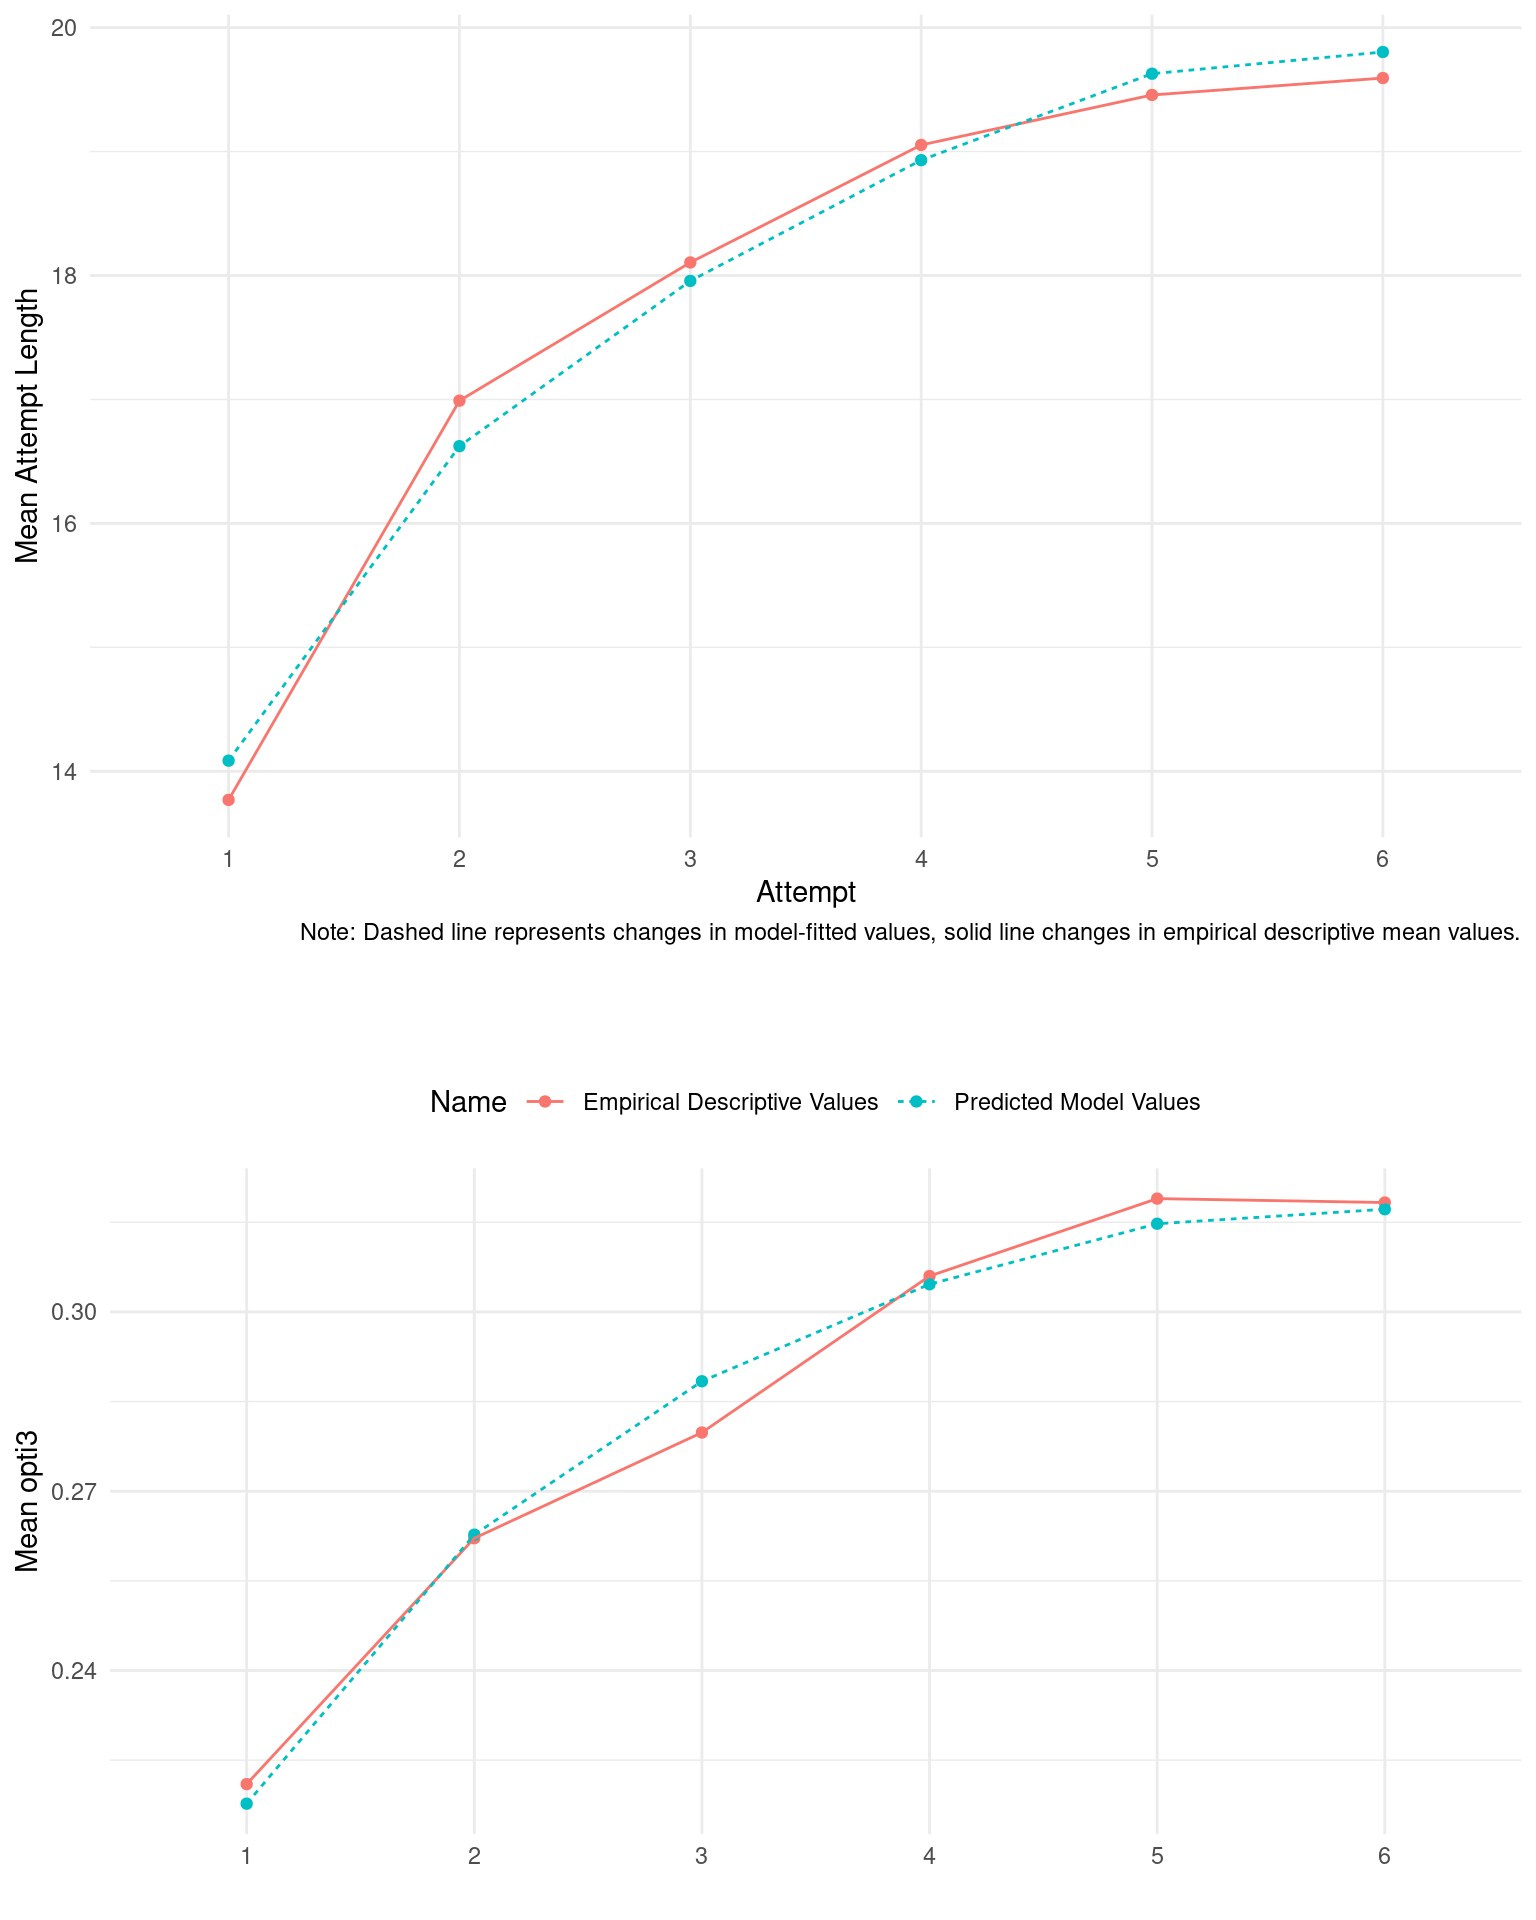 20
18
16
14
Mean Attempt Length
1 2 3 4 5 6
Attempt
Note: Dashed line represents changes in model-fitted values, solid line changes in empirical descriptive mean values.
Name Empirical Descriptive Values Predicted Model Values
0.30
0.27
0.24
Mean opti3
1 2 3 4 5 6